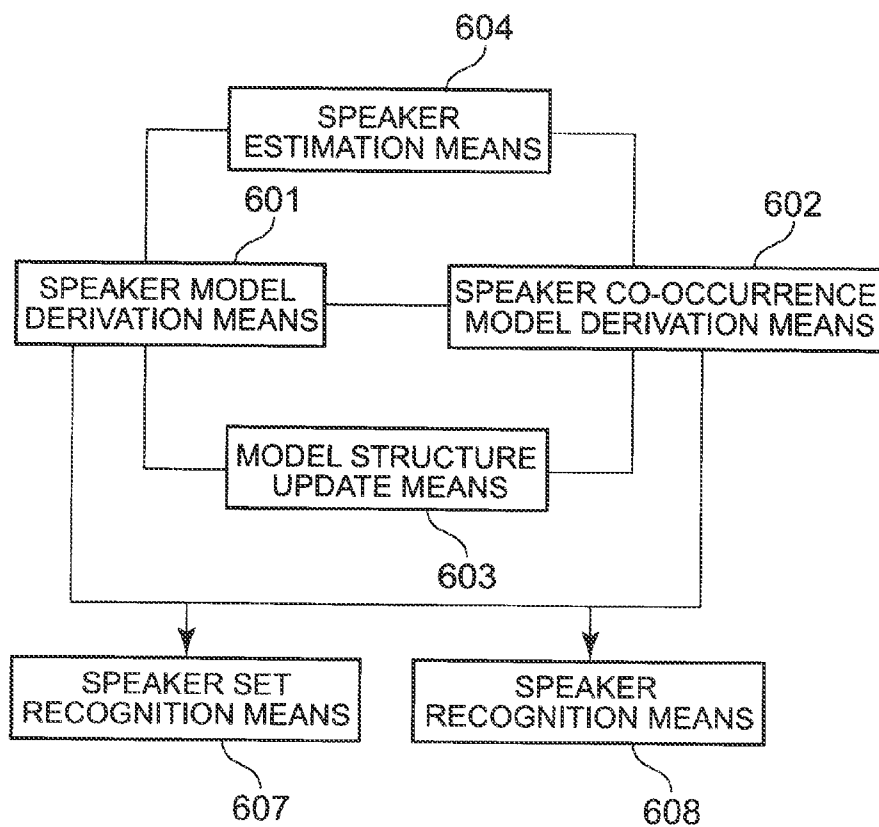 604
SPEAKER
ESTIMATION MEANS
601
602
SPEAKER MODEL
DERIVATION MEANS
SPEAKER CO-OCCURRENCE
MODEL DERIVATION MEANS
MODEL STRUCTURE
UPDATE MEANS
603
SPEAKER SET
RECOGNITION MEANS
SPEAKER
RECOGNITION MEANS
607
608